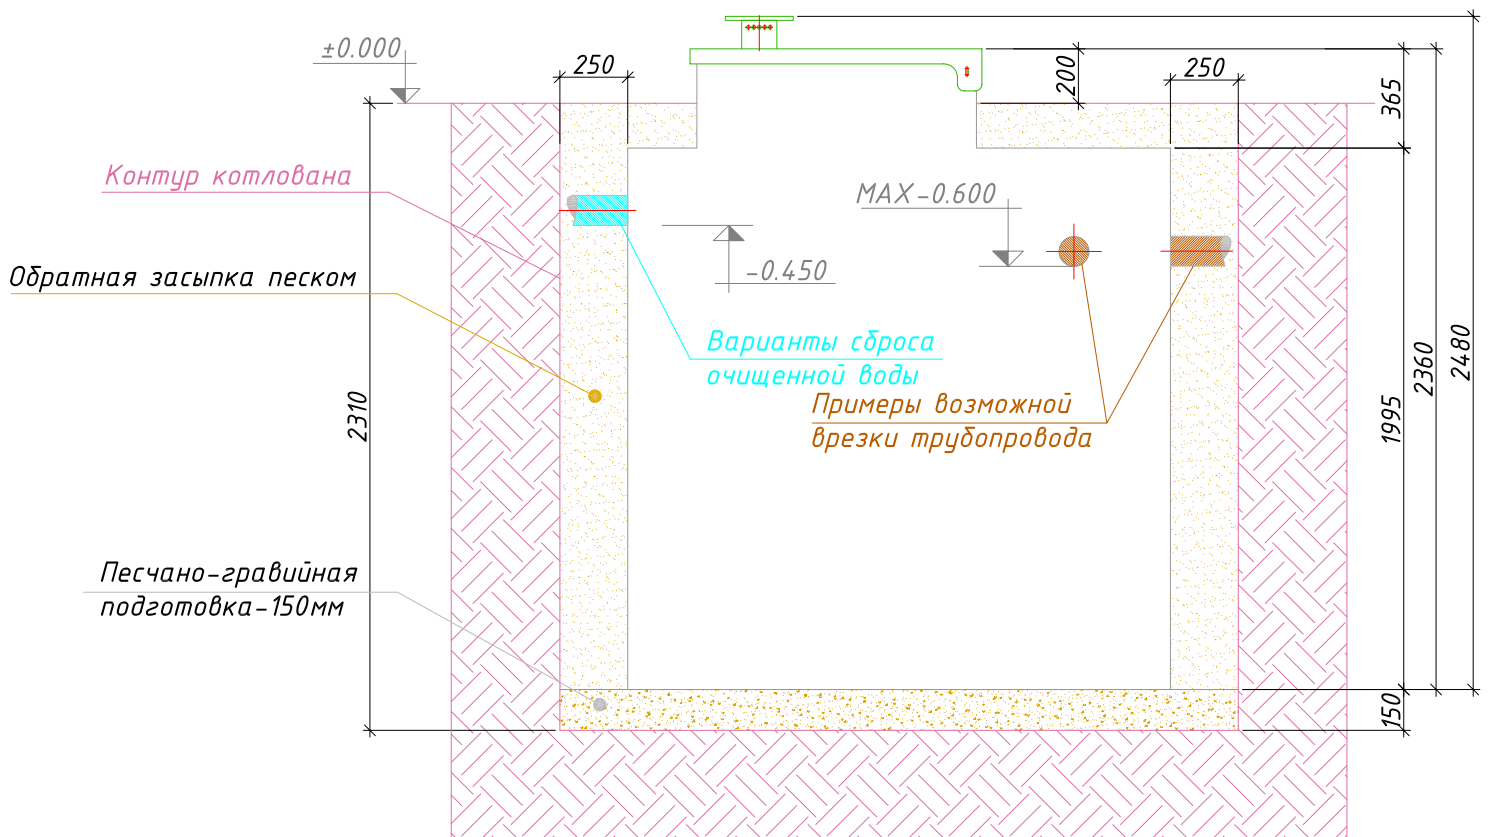 ±0.000
250
200
250
365
Контур котлована
MAX-0.600
Обратная засыпка песком
-0.450
Варианты сброса
очищенной воды
Примеры возможной
врезки трубопровода
2310
1995
2360
2480
Песчано-гравийная
подготовка-150мм
150